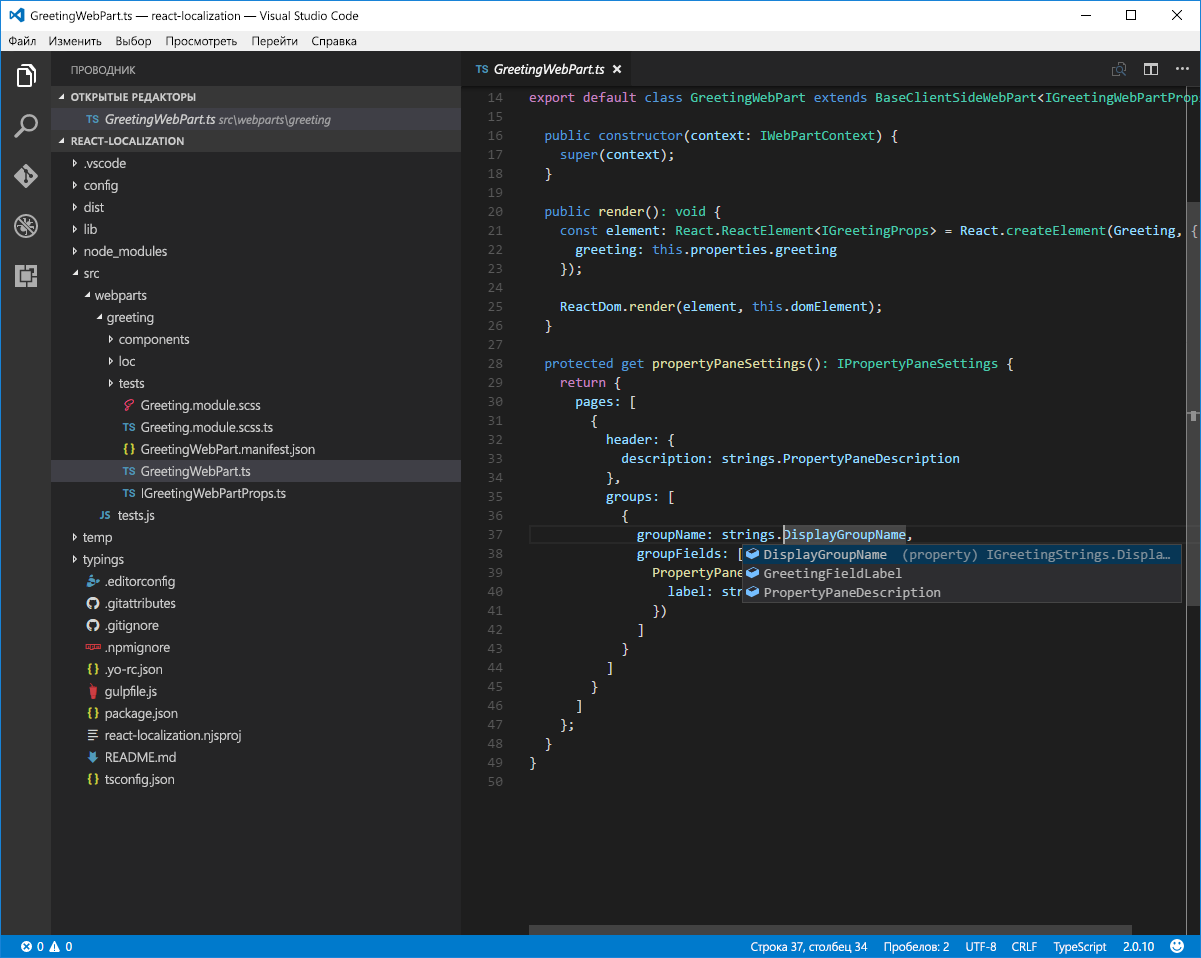 GreetingWebPart.ts — react-localization — Visual Studio Code
Файл Изменить Выбор Просмотреть Перейти Справка
ПРОВОДНИК
ОТКРЫТЫЕ РЕДАКТОРЫ
TS GreetingWebPart.ts src\webparts\greeting
REACT-LOCALIZATION
.vscode
config
dist
lib
node_modules
src
webparts
greeting
components
loc
tests
Greeting.module.scss
TS Greeting.module.scss.ts
{} GreetingWebPart.manifest.json
TS GreetingWebPart.ts
TS IGreetingWebPartProps.ts
JS tests.js
temp
typings
.editorconfig
.gitattributes
.gitignore
.npmignore
{} .yo-rc.json
gulpfile.js
{} package.json
react-localization.njsproj
README.md
{} tsconfig.json
TS GreetingWebPart.ts
14 export default class GreetingWebPart extends BaseClientSideWebPart<IGreetingWebPartProp
15
16 public constructor(context: IWebPartContext) {
17 super(context);
18 }
19
20 public render(): void {
21 const element: React.ReactElement<IGreetingProps> = React.createElement(Greeting, {
22 greeting: this.properties.greeting
23 });
24
25 ReactDom.render(element, this.domElement);
26 }
27
28 protected get propertyPaneSettings(): IPropertyPaneSettings {
29 return {
30 pages: [
31 {
32 header: {
33 description: strings.PropertyPaneDescription
34 },
35 groups: [
36 {
37 groupName: strings.DisplayGroupName,
38 groupFields: [
39 PropertyPane
40 label: str
41 })
42 ]
43 }
44 ]
45 }
46 ]
47 };
48 }
49 }
50
DisplayGroupName (property) IGreetingStrings.Displa…
GreetingFieldLabel
PropertyPaneDescription
0 0 Строка 37, столбец 34 Пробелов: 2 UTF-8 CRLF TypeScript 2.0.10